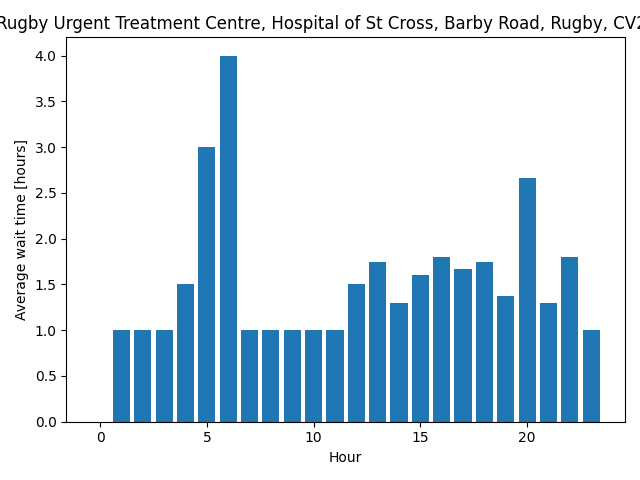 Rugby Urgent Treatment Centre, Hospital of St Cross, Barby Road, Rugby, CV2
4.0
3.5
3.0
2.5
2.0
1.5
1.0
0.5
0.0
Average wait time [hours]
0 5 10 15 20
Hour